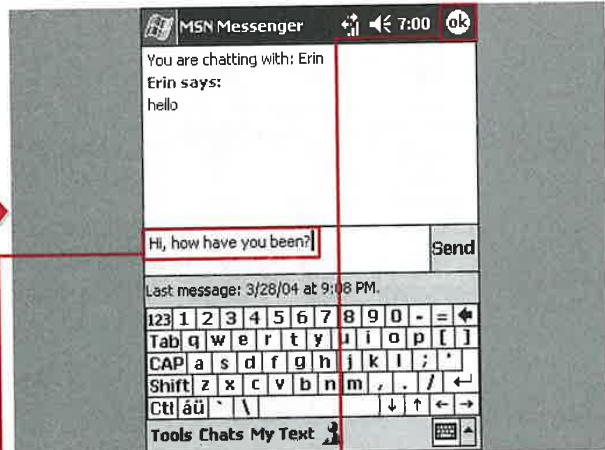 MSN Messenger 7:00 ok
You are chatting with: Erin
Erin says:
hello
Hi, how have you been?
Send
Last message: 3/28/04 at 9:08 PM.
123 1 2 3 4 5 6 7 8 9 0 - =
Tab q w e r t y u i o p [ ]
CAP a s d f g h j k l ; '
Shift z x c v b n m , . /
Ctl áü ` \
Tools Chats My Text